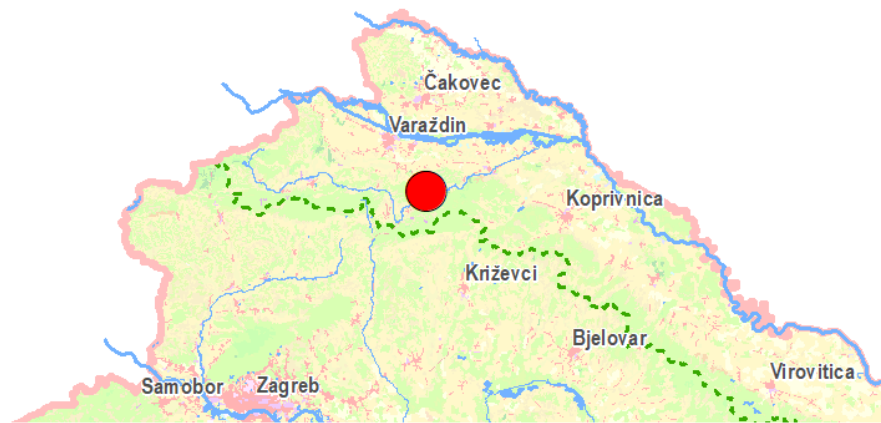 Čakovec
Varaždin
Koprivnica
Križevci
Bjelovar
Virovitica
Samobor
Zagreb